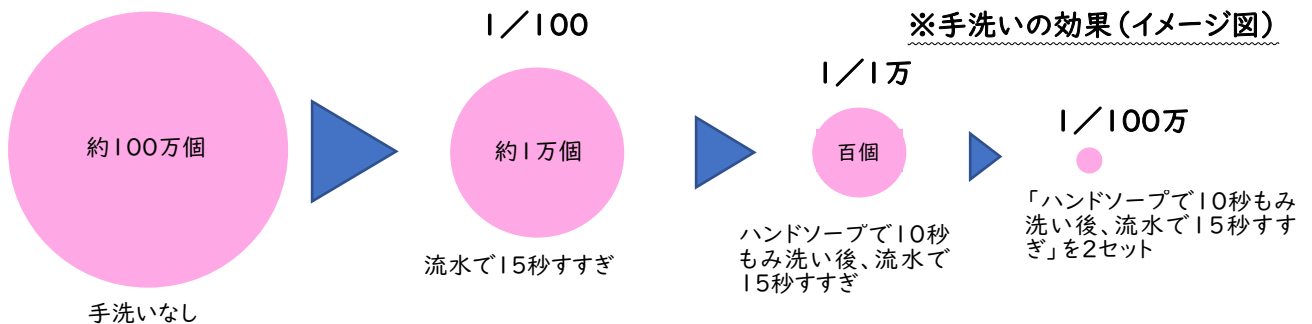 ※手洗いの効果（イメージ図）
約100万個
手洗いなし
1／100
約1万個
流水で15秒すすぎ
1／1万
百個
ハンドソープで10秒
もみ洗い後、流水で
15秒すすぎ
1／100万
「ハンドソープで10秒もみ
洗い後、流水で15秒すす
ぎ」を2セット